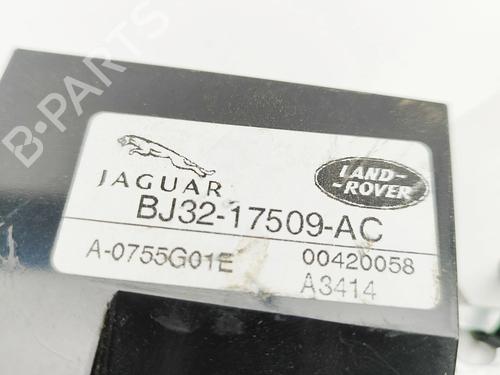 B-PARTS
JAGUAR
LAND-
-ROVER
BJ32-17509-AC
A-0755G01E
00420058
A3414